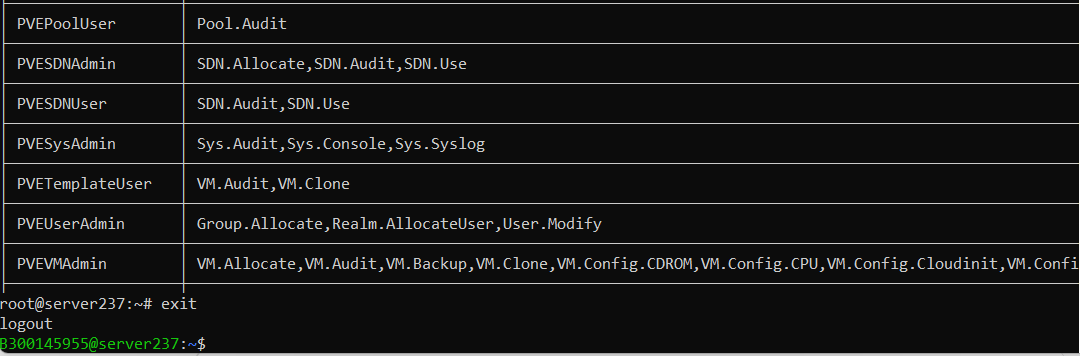 PVEPoolUser Pool.Audit
PVESDNAdmin SDN.Allocate,SDN.Audit,SDN.Use
PVESDNUser SDN.Audit,SDN.Use
PVESysAdmin Sys.Audit,Sys.Console,Sys.Syslog
PVETemplateUser VM.Audit,VM.Clone
PVEUserAdmin Group.Allocate,Realm.AllocateUser,User.Modify
PVEVMAdmin VM.Allocate,VM.Audit,VM.Backup,VM.Clone,VM.Config.CDROM,VM.Config.CPU,VM.Config.Cloudinit,VM.Confi
root@server237:~# exit
logout
B300145955@server237:~$